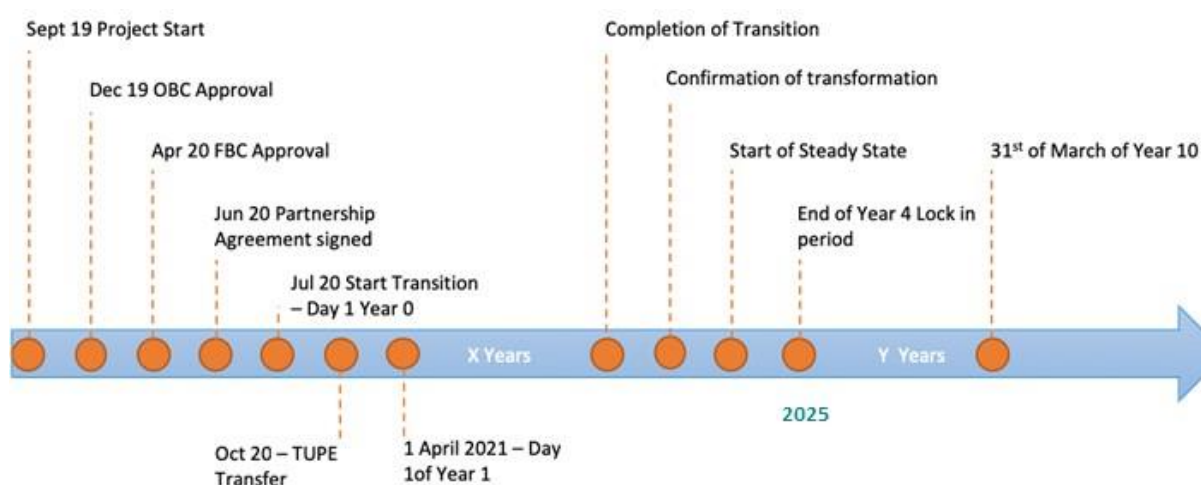 Sept 19 Project Start
Dec 19 OBC Approval
Apr 20 FBC Approval
Jun 20 Partnership
Agreement signed
Jul 20 Start Transition
– Day 1 Year 0
Completion of Transition
Confirmation of transformation
Start of Steady State
End of Year 4 Lock in
period
31st of March of Year 10
X Years
Y Years
2025
Oct 20 – TUPE
Transfer
1 April 2021 – Day
1of Year 1